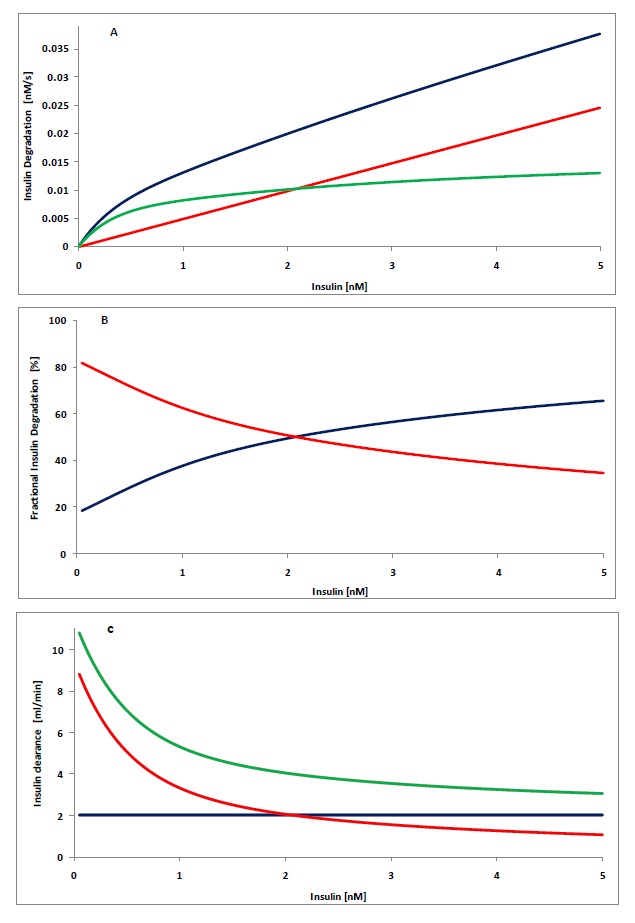 A
Insulin Degradation [nM/s]
0.035
0.03
0.025
0.02
0.015
0.01
0.005
0
0 1 2 3 4 5
Insulin [nM]
B
Fractional Insulin Degradation [%]
100
80
60
40
20
0
0 1 2 3 4 5
Insulin [nM]
c
Insulin clearance [ml/min]
10
8
6
4
2
0
0 1 2 3 4 5
Insulin [nM]